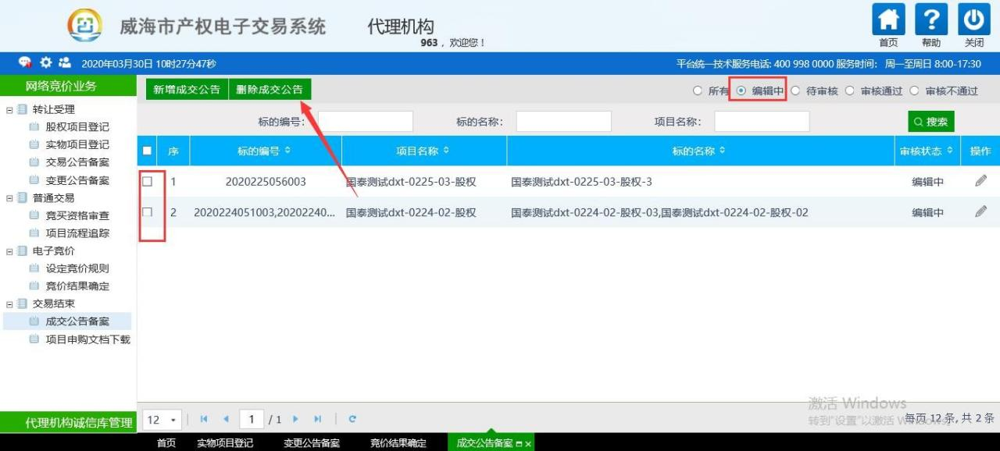 威海市产权电子交易系统
代理机构
963，欢迎您！
首页 帮助 关闭
2020年03月30日 10时27分47秒
平台统一技术服务电话: 400 998 0000 服务时间: 周一至周日 8:00-17:30
网络竞价业务
转让受理
股权项目登记
实物项目登记
交易公告备案
变更公告备案
普通交易
竞买资格审查
项目流程追踪
电子竞价
设定竞价规则
竞价结果确定
交易结束
成交公告备案
项目申购文档下载
代理机构诚信库管理
新增成交公告 删除成交公告
所有 编辑中 待审核 审核通过 审核不通过
标的编号: 标的名称: 项目名称: 搜索
序 标的编号 项目名称 标的名称 审核状态 操作
1 2020225056003 国泰测试dxt-0225-03-股权 国泰测试dxt-0225-03-股权-3 编辑中
2 2020224051003,20202240... 国泰测试dxt-0224-02-股权 国泰测试dxt-0224-02-股权-03,国泰测试dxt-0224-02-股权-02 编辑中
激活 Windows
转到"设置"以激活 Windows。
12 1 / 1 每页 12 条, 共 2 条
首页 实物项目登记 变更公告备案 竞价结果确定 成交公告备案